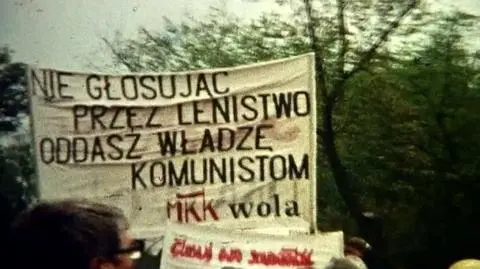 NIE GŁOSUJĄC
PRZEZ LENISTWO
ODDASZ WŁADZĘ
KOMUNISTOM
MKK wola